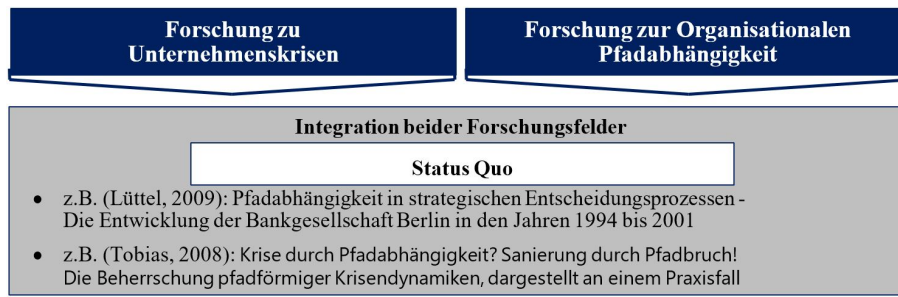 Forschung zu
Unternehmenskrisen
Forschung zur Organisationalen
Pfadabhängigkeit
Integration beider Forschungsfelder
Status Quo
• z.B. (Lüttel, 2009): Pfadabhängigkeit in strategischen Entscheidungsprozessen -
Die Entwicklung der Bankgesellschaft Berlin in den Jahren 1994 bis 2001
• z.B. (Tobias, 2008): Krise durch Pfadabhängigkeit? Sanierung durch Pfadbruch!
Die Beherrschung pfadförmiger Krisendynamiken, dargestellt an einem Praxisfall